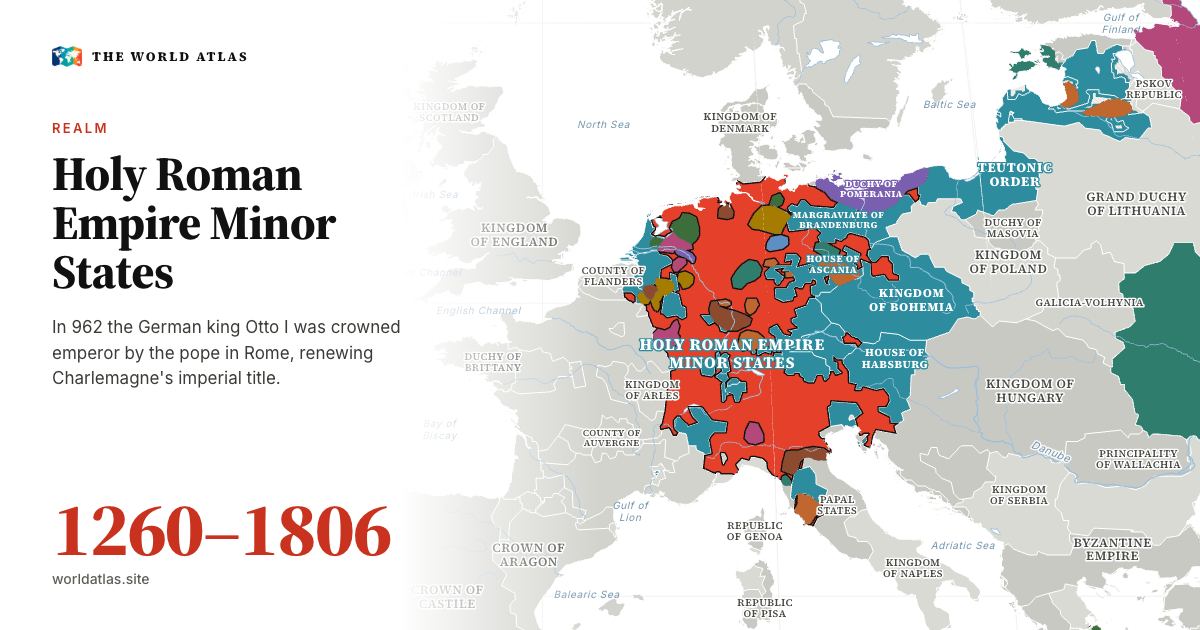 THE WORLD ATLAS
REALM
Holy Roman
Empire Minor
States
In 962 the German king Otto I was crowned
emperor by the pope in Rome, renewing
Charlemagne's imperial title.
1260–1806
worldatlas.site
Gulf of
Finland
KINGDOM OF
SCOTLAND
North Sea
Baltic Sea
PSKOV
REPUBLIC
KINGDOM OF
DENMARK
TEUTONIC
ORDER
DUCHY OF
POMERANIA
Irish Sea
GRAND DUCHY
OF LITHUANIA
MARGRAVIATE OF
BRANDENBURG
DUCHY OF
MASOVIA
KINGDOM
OF ENGLAND
HOUSE OF
ASCANIA
KINGDOM
OF POLAND
COUNTY OF
FLANDERS
Channel
KINGDOM
OF BOHEMIA
GALICIA-VOLHYNIA
English Channel
HOLY ROMAN EMPIRE
MINOR STATES
HOUSE OF
HABSBURG
DUCHY OF
BRITTANY
KINGDOM
OF ARLES
KINGDOM OF
HUNGARY
Bay of
Biscay
COUNTY OF
AUVERGNE
Danube
PRINCIPALITY
OF WALLACHIA
KINGDOM
OF SERBIA
PAPAL
STATES
Gulf of
Lion
REPUBLIC
OF GENOA
CROWN OF
ARAGON
Adriatic Sea
BYZANTINE
EMPIRE
KINGDOM
OF NAPLES
CROWN OF
CASTILE
Balearic Sea
REPUBLIC
OF PISA